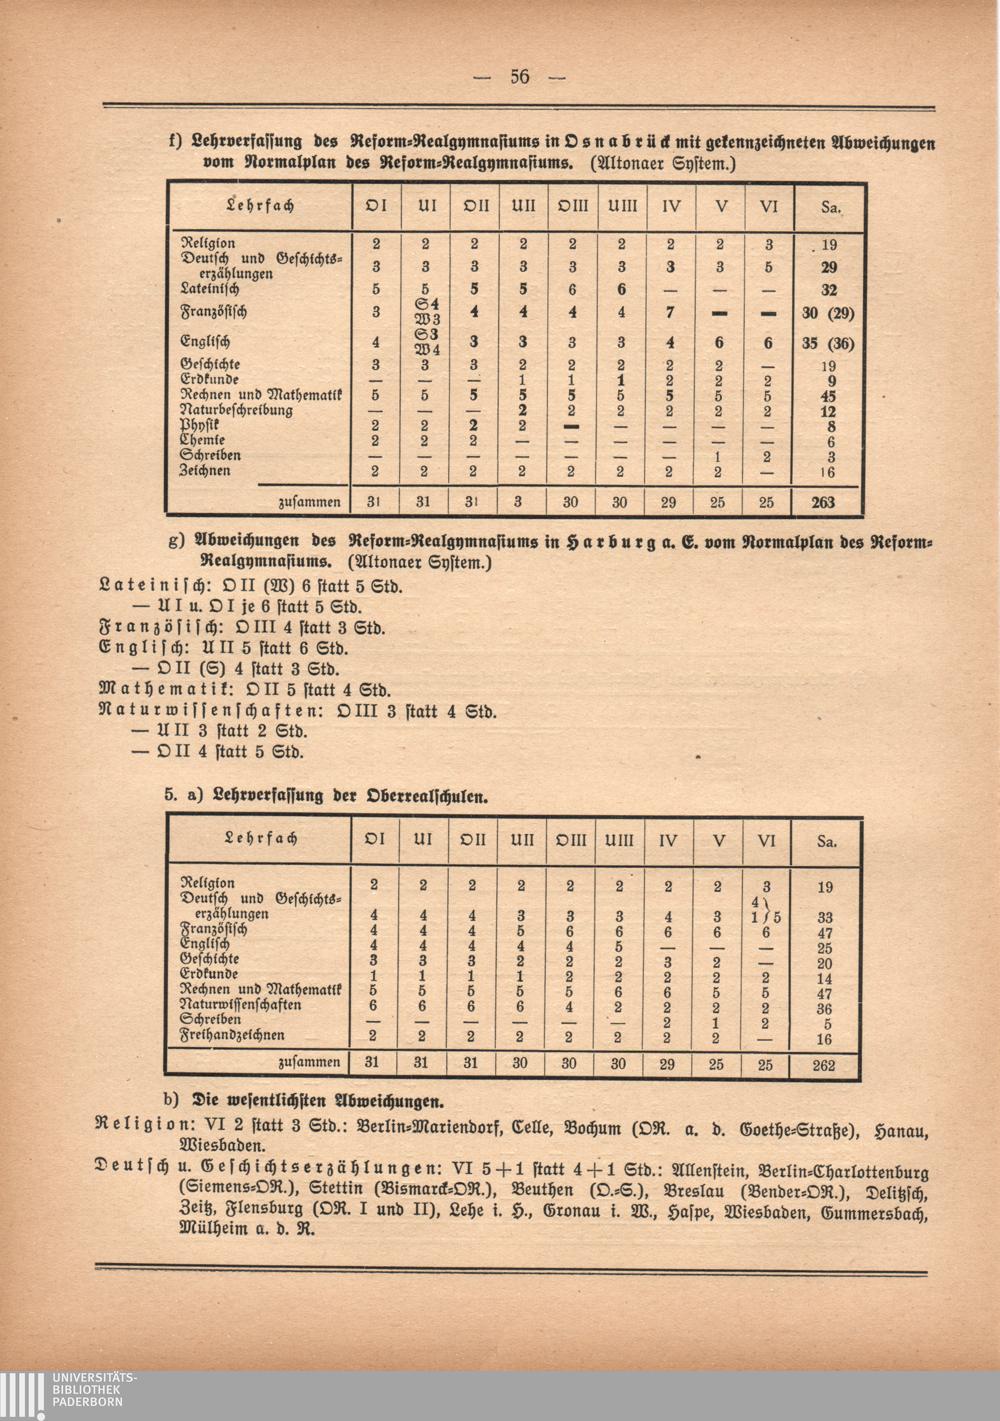 — 56 —
f) Lehrverfassung des Reform-Realgymnasiums in Osnabrück mit gekennzeichneten Abweichungen
vom Normalplan des Reform-Realgymnasiums. (Altonaer System.)
Lehrfach OI UI OII UII OIII UIII IV V VI Sa.
Religion 2 2 2 2 2 2 2 2 3 19
Deutsch und Geschichts-
erzählungen 3 3 3 3 3 3 3 3 5 29
Lateinisch 5 5 5 5 6 6 — — — 32
Französisch 3 S4 W3 4 4 4 4 7 — — 30 (29)
Englisch 4 S3 W4 3 3 3 3 4 6 6 35 (36)
Geschichte 3 3 3 2 2 2 2 2 — 19
Erdkunde — — — 1 1 1 2 2 2 9
Rechnen und Mathematik 5 5 5 5 5 5 5 5 5 45
Naturbeschreibung — — — 2 2 2 2 2 2 12
Physik 2 2 2 2 — — — — — 8
Chemie 2 2 2 — — — — — — 6
Schreiben — — — — — — — 1 2 3
Zeichnen 2 2 2 2 2 2 2 2 — 16
zusammen 31 31 31 3 30 30 29 25 25 263
g) Abweichungen des Reform-Realgymnasiums in Harburg a. E. vom Normalplan des Reform-
Realgymnasiums. (Altonaer System.)
Lateinisch: OII (W) 6 statt 5 Std.
— UI u. OI je 6 statt 5 Std.
Französisch: OIII 4 statt 3 Std.
Englisch: UII 5 statt 6 Std.
— OII (S) 4 statt 3 Std.
Mathematik: OII 5 statt 4 Std.
Naturwissenschaften: OIII 3 statt 4 Std.
— UII 3 statt 2 Std.
— OII 4 statt 5 Std.
5. a) Lehrverfassung der Oberrealschulen.
Lehrfach OI UI OII UII OIII UIII IV V VI Sa.
Religion 2 2 2 2 2 2 2 2 3 19
Deutsch und Geschichts-
erzählungen 4 4 4 3 3 3 4 3 4 1 } 5 33
Französisch 4 4 4 5 6 6 6 6 6 47
Englisch 4 4 4 4 4 5 — — — 25
Geschichte 3 3 3 2 2 2 3 2 — 20
Erdkunde 1 1 1 1 2 2 2 2 2 14
Rechnen und Mathematik 5 5 5 5 5 6 6 5 5 47
Naturwissenschaften 6 6 6 6 4 2 2 2 2 36
Schreiben — — — — — — 2 1 2 5
Freihandzeichnen 2 2 2 2 2 2 2 2 — 16
zusammen 31 31 31 30 30 30 29 25 25 262
b) Die wesentlichsten Abweichungen.
Religion: VI 2 statt 3 Std.: Berlin-Mariendorf, Celle, Bochum (OR. a. d. Goethe-Straße), Hanau,
Wiesbaden.
Deutsch u. Geschichtserzählungen: VI 5+1 statt 4+1 Std.: Allenstein, Berlin-Charlottenburg
(Siemens-OR.), Stettin (Bismarck-OR.), Beuthen (O.-S.), Breslau (Bender-OR.), Delitzsch,
Zeitz, Flensburg (OR. I und II), Lehe i. H., Gronau i. W., Haspe, Wiesbaden, Gummersbach,
Mülheim a. d. R.
UNIVERSITÄTS-
BIBLIOTHEK
PADERBORN